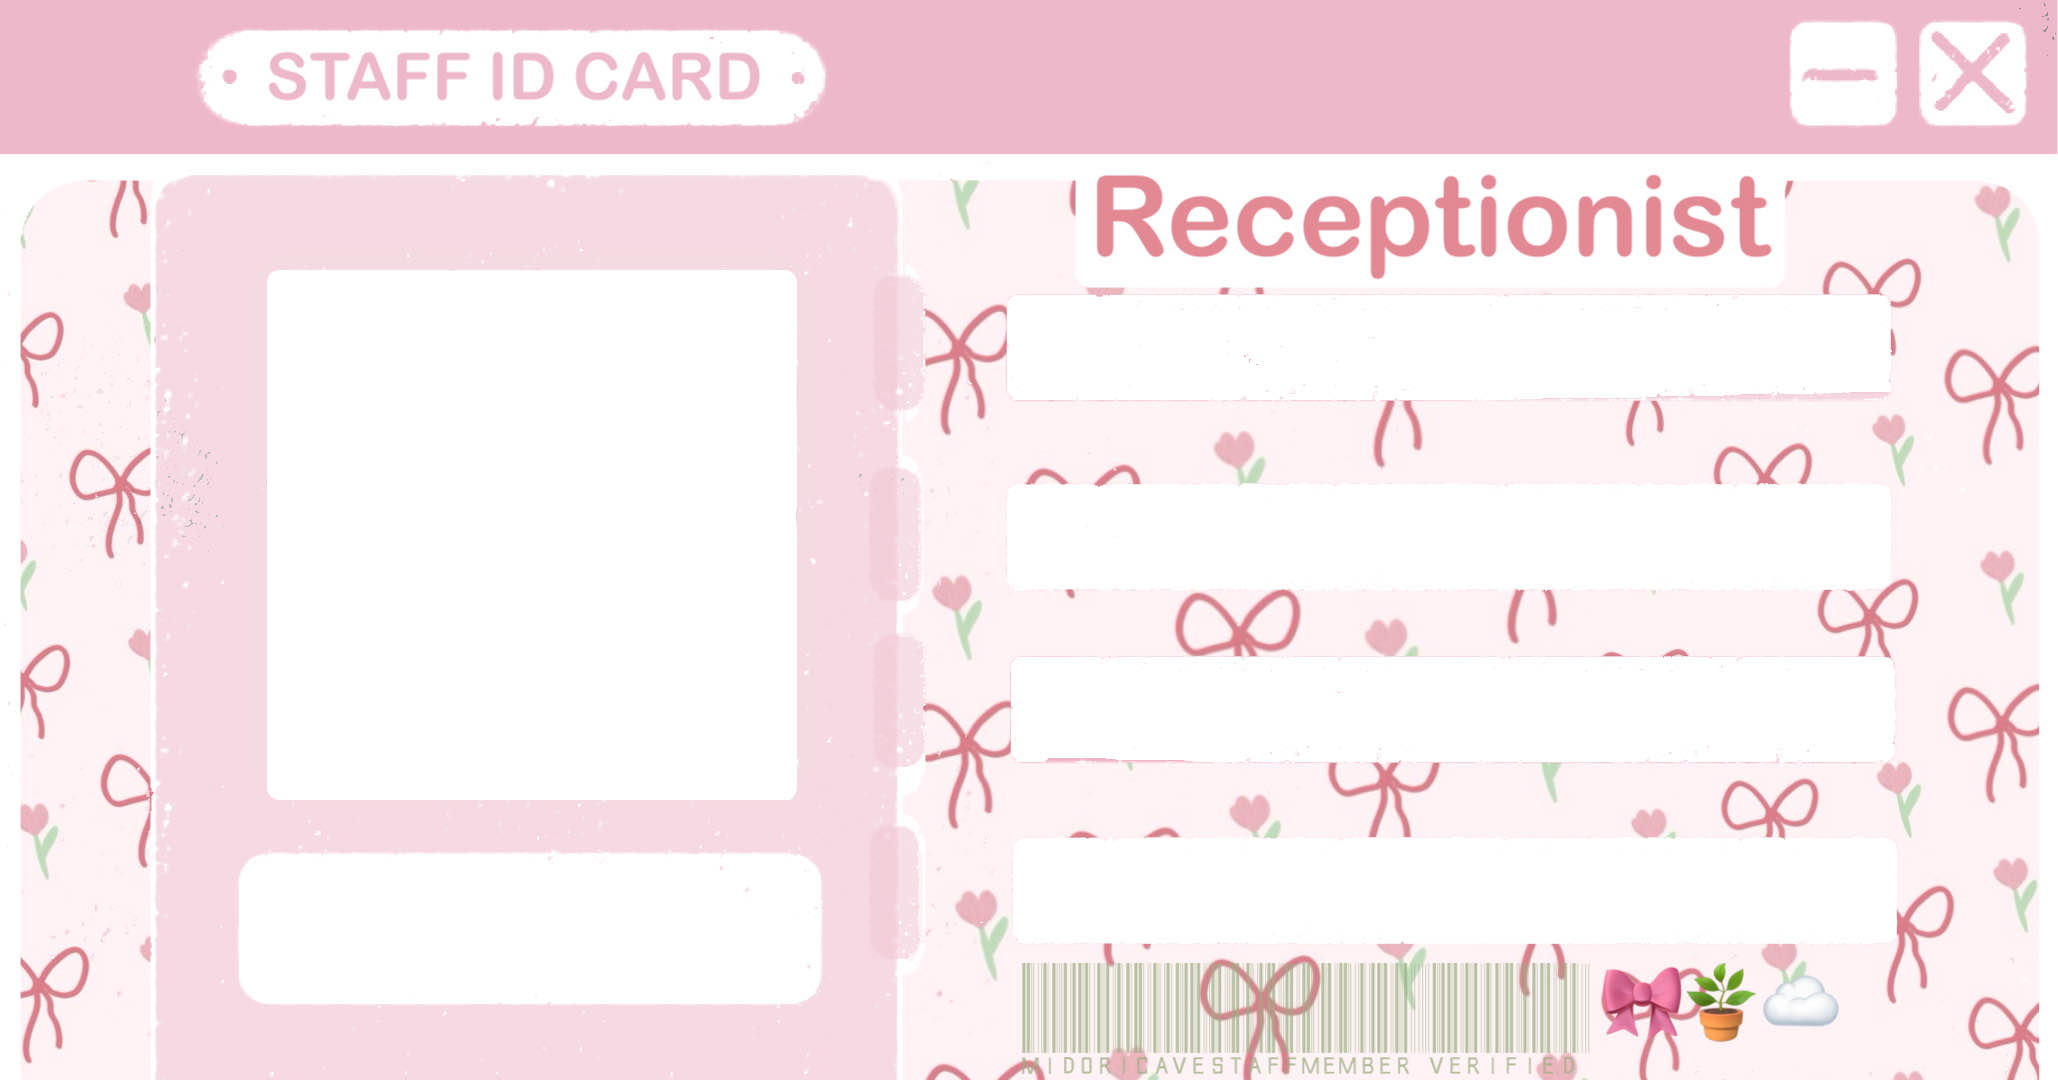 • STAFF ID CARD •
Receptionist
MIDORICAVESTAFFMEMBER VERIFIED